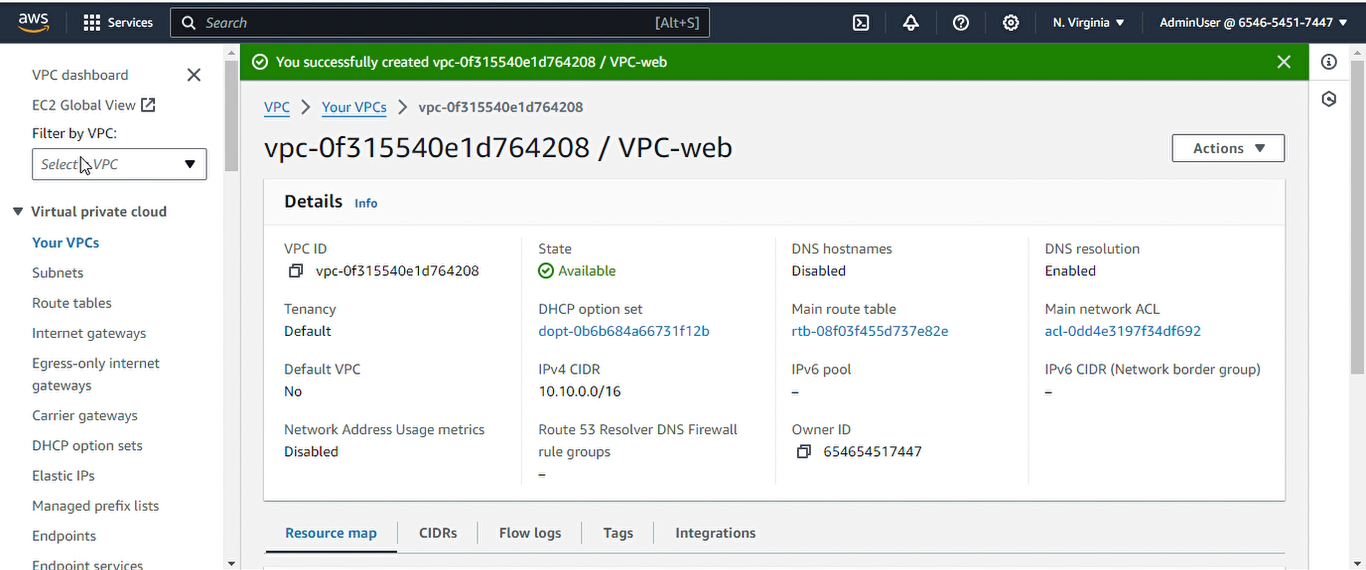 aws
Services
Search
[Alt+S]
N. Virginia
AdminUser @ 6546-5451-7447
VPC dashboard
EC2 Global View
Filter by VPC:
Select VPC
Virtual private cloud
Your VPCs
Subnets
Route tables
Internet gateways
Egress-only internet
gateways
Carrier gateways
DHCP option sets
Elastic IPs
Managed prefix lists
Endpoints
Endpoint services
You successfully created vpc-0f315540e1d764208 / VPC-web
VPC
Your VPCs
vpc-0f315540e1d764208
vpc-0f315540e1d764208 / VPC-web
Actions
Details
Info
VPC ID
vpc-0f315540e1d764208
State
Available
DNS hostnames
Disabled
DNS resolution
Enabled
Tenancy
Default
DHCP option set
dopt-0b6b684a66731f12b
Main route table
rtb-08f03f455d737e82e
Main network ACL
acl-0dd4e3197f34df692
Default VPC
No
IPv4 CIDR
10.10.0.0/16
IPv6 pool
–
IPv6 CIDR (Network border group)
–
Network Address Usage metrics
Disabled
Route 53 Resolver DNS Firewall
rule groups
–
Owner ID
654654517447
Resource map
CIDRs
Flow logs
Tags
Integrations